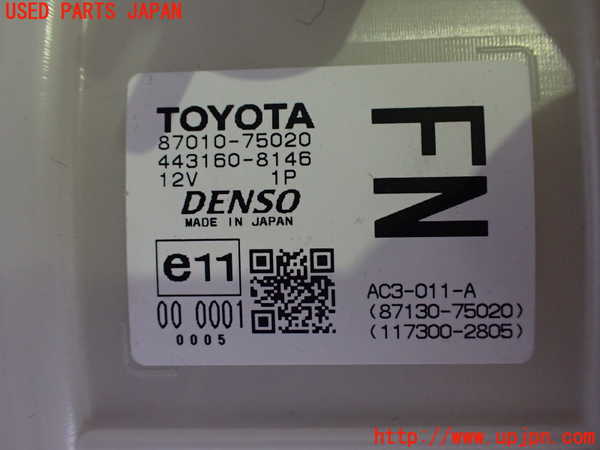 USED PARTS JAPAN
TOYOTA
87010-75020
443160-8146
12V 1P
DENSO
MADE IN JAPAN
FN
e11
00 0001
0005
AC3-011-A
(87130-75020)
(117300-2805)
http://www.upjpn.com